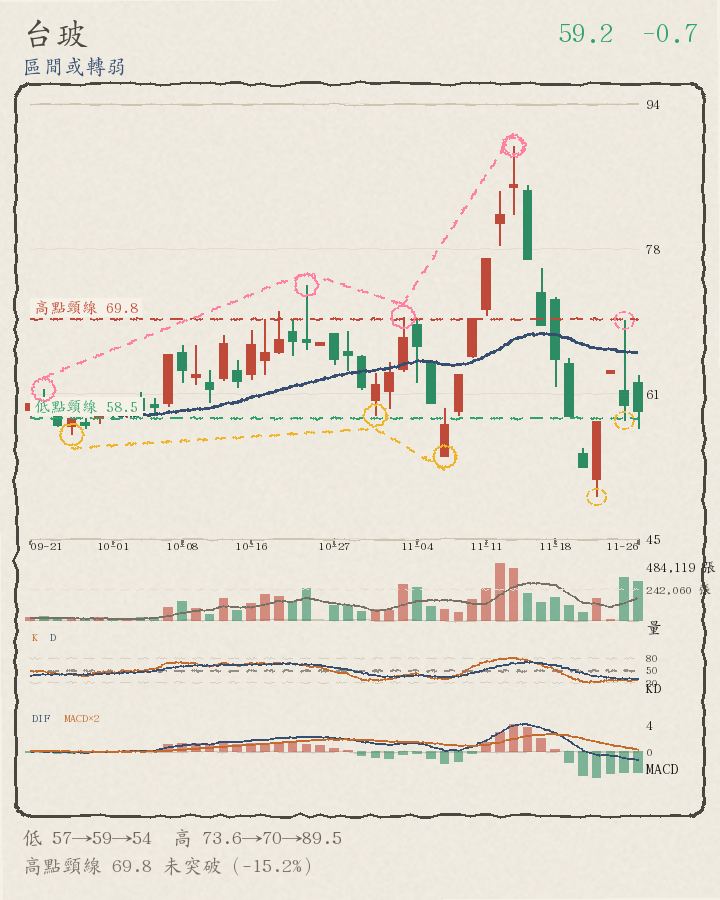 台玻
59.2 -0.7
區間或轉弱
94
78
高點頸線 69.8
61
低點頸線 58.5
45
09-21 10-01 10-08 10-16 10-27 11-04 11-11 11-18 11-26
484,119 張
242,060 張
量
K D
80
50
20
KD
DIF MACD×2
4
0
MACD
低 57→59→54 高 73.6→70→89.5
高點頸線 69.8 未突破 (-15.2%)